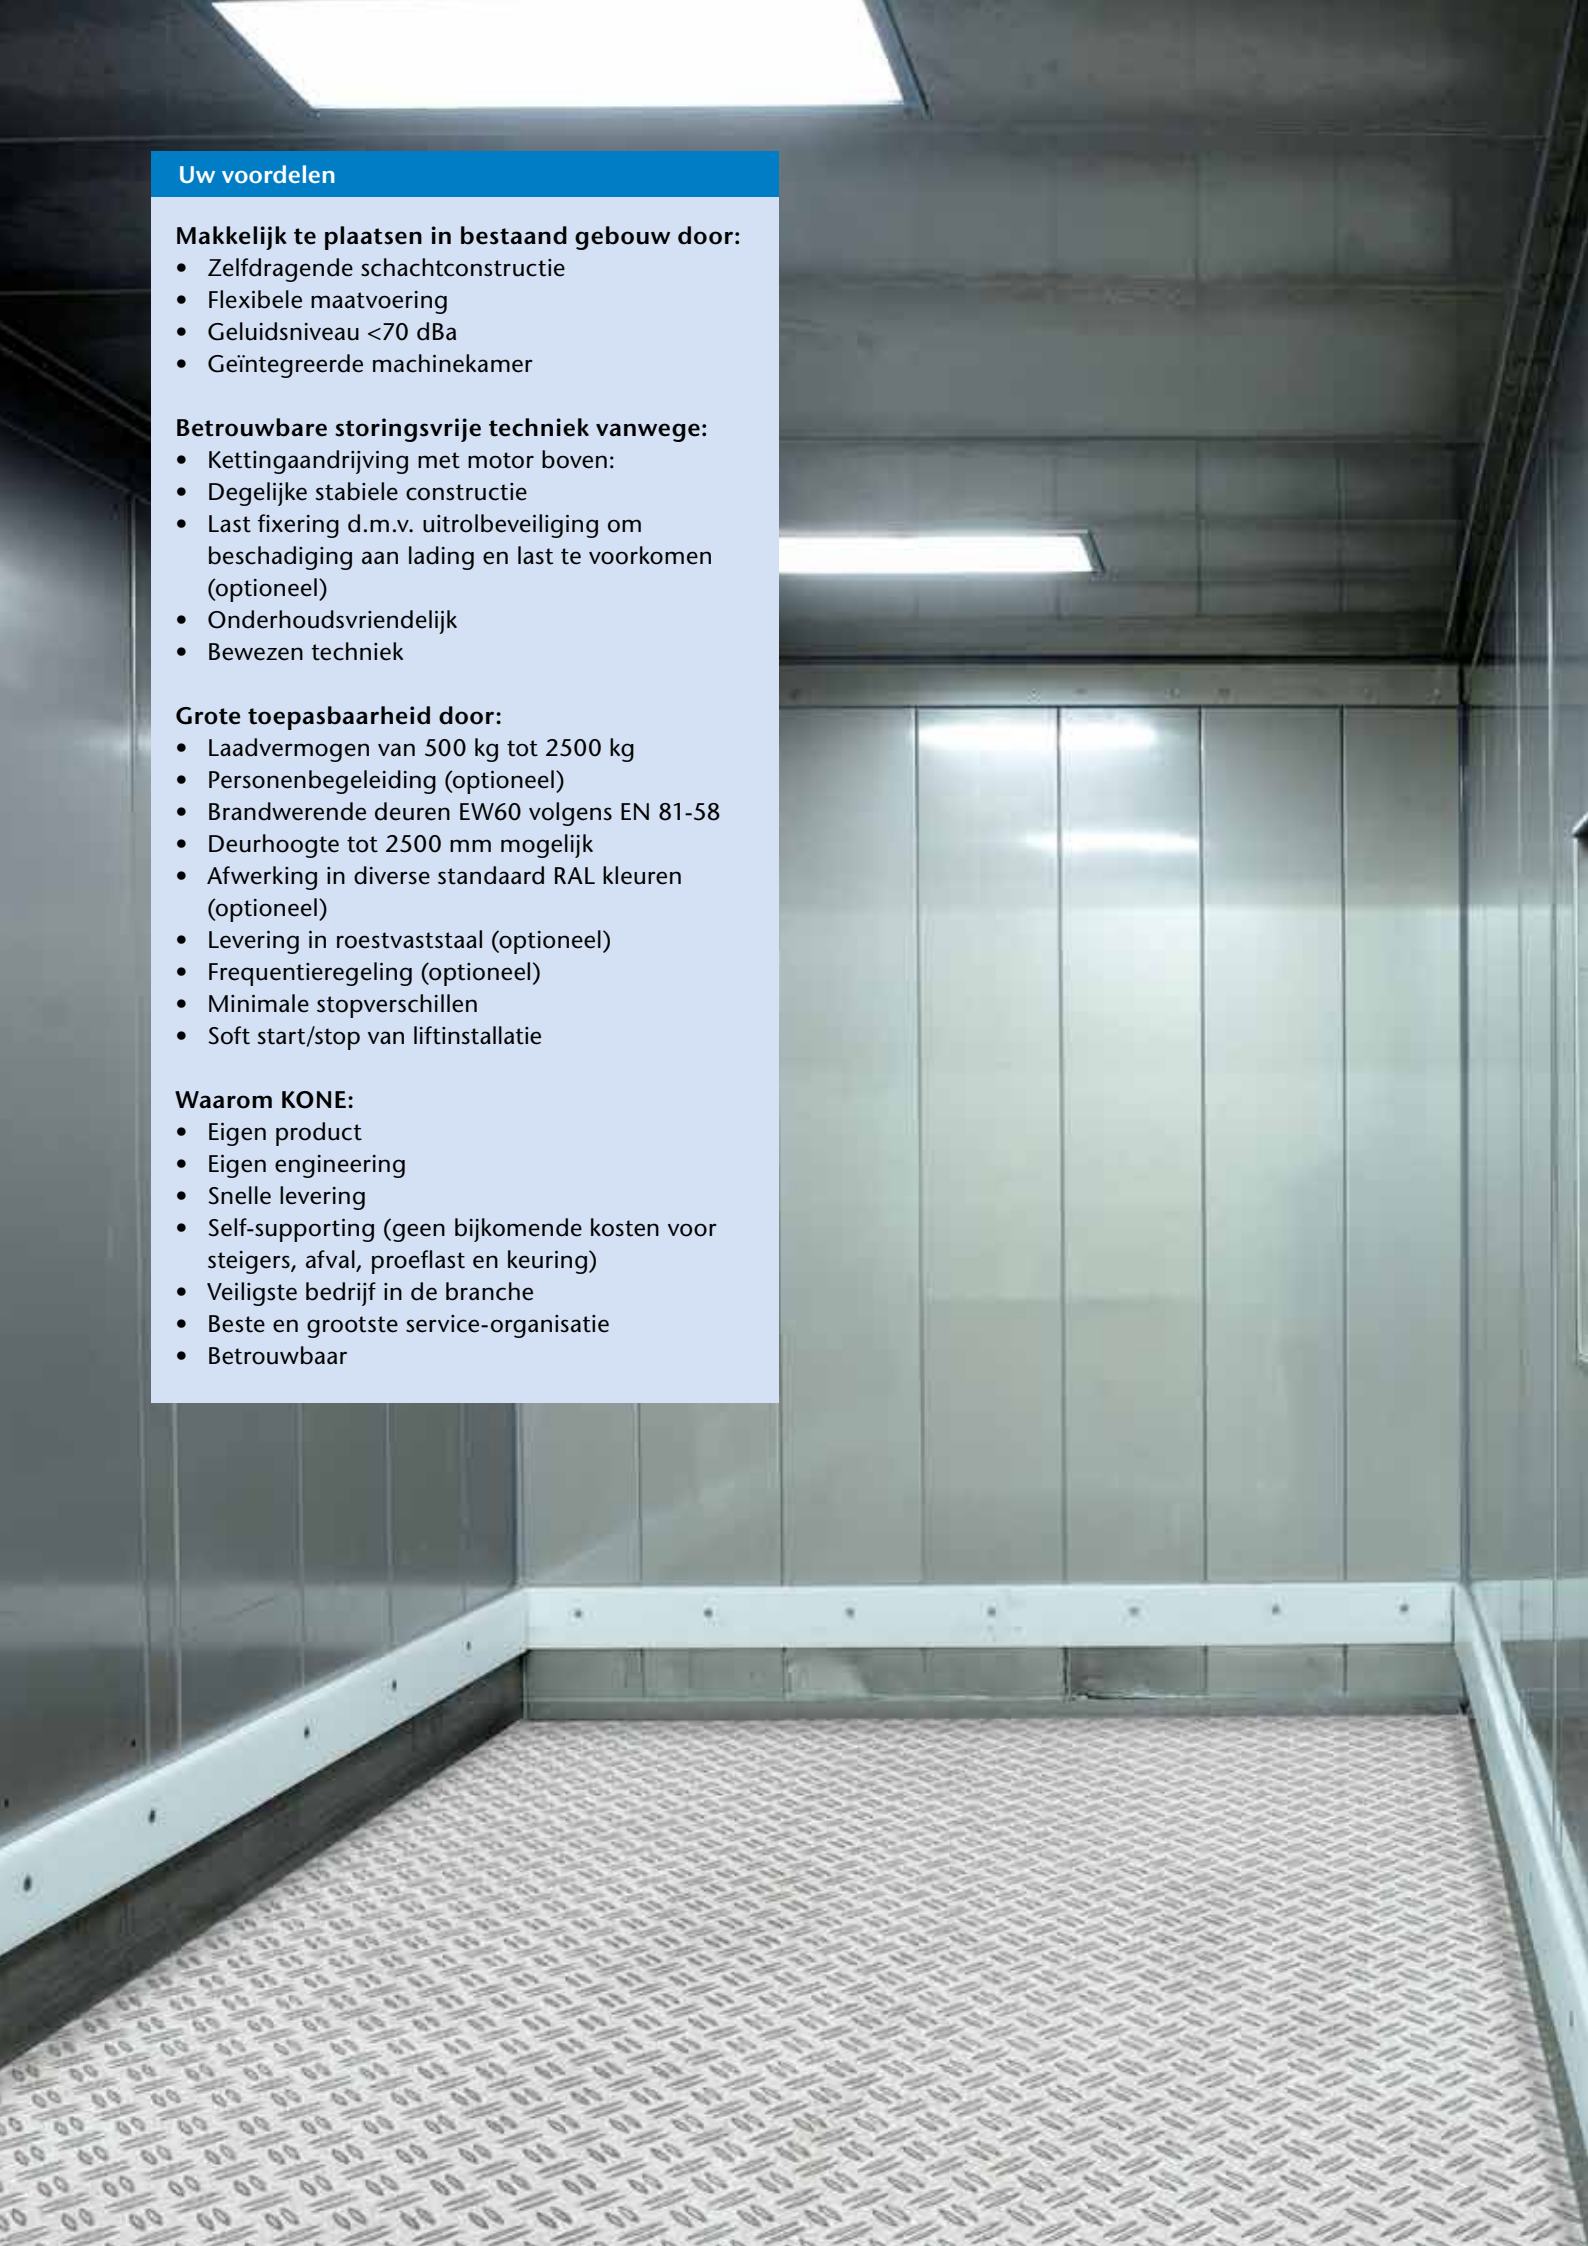 Uw voordelen
Makkelijk te plaatsen in bestaand gebouw door:
• Zelfdragende schachtconstructie
• Flexibele maatvoering
• Geluidsniveau <70 dBa
• Geïntegreerde machinekamer
Betrouwbare storingsvrije techniek vanwege:
• Kettingaandrijving met motor boven:
• Degelijke stabiele constructie
• Last fixering d.m.v. uitrolbeveiliging om
beschadiging aan lading en last te voorkomen
(optioneel)
• Onderhoudsvriendelijk
• Bewezen techniek
Grote toepasbaarheid door:
• Laadvermogen van 500 kg tot 2500 kg
• Personenbegeleiding (optioneel)
• Brandwerende deuren EW60 volgens EN 81-58
• Deurhoogte tot 2500 mm mogelijk
• Afwerking in diverse standaard RAL kleuren
(optioneel)
• Levering in roestvaststaal (optioneel)
• Frequentieregeling (optioneel)
• Minimale stopverschillen
• Soft start/stop van liftinstallatie
Waarom KONE:
• Eigen product
• Eigen engineering
• Snelle levering
• Self-supporting (geen bijkomende kosten voor
steigers, afval, proeflast en keuring)
• Veiligste bedrijf in de branche
• Beste en grootste service-organisatie
• Betrouwbaar